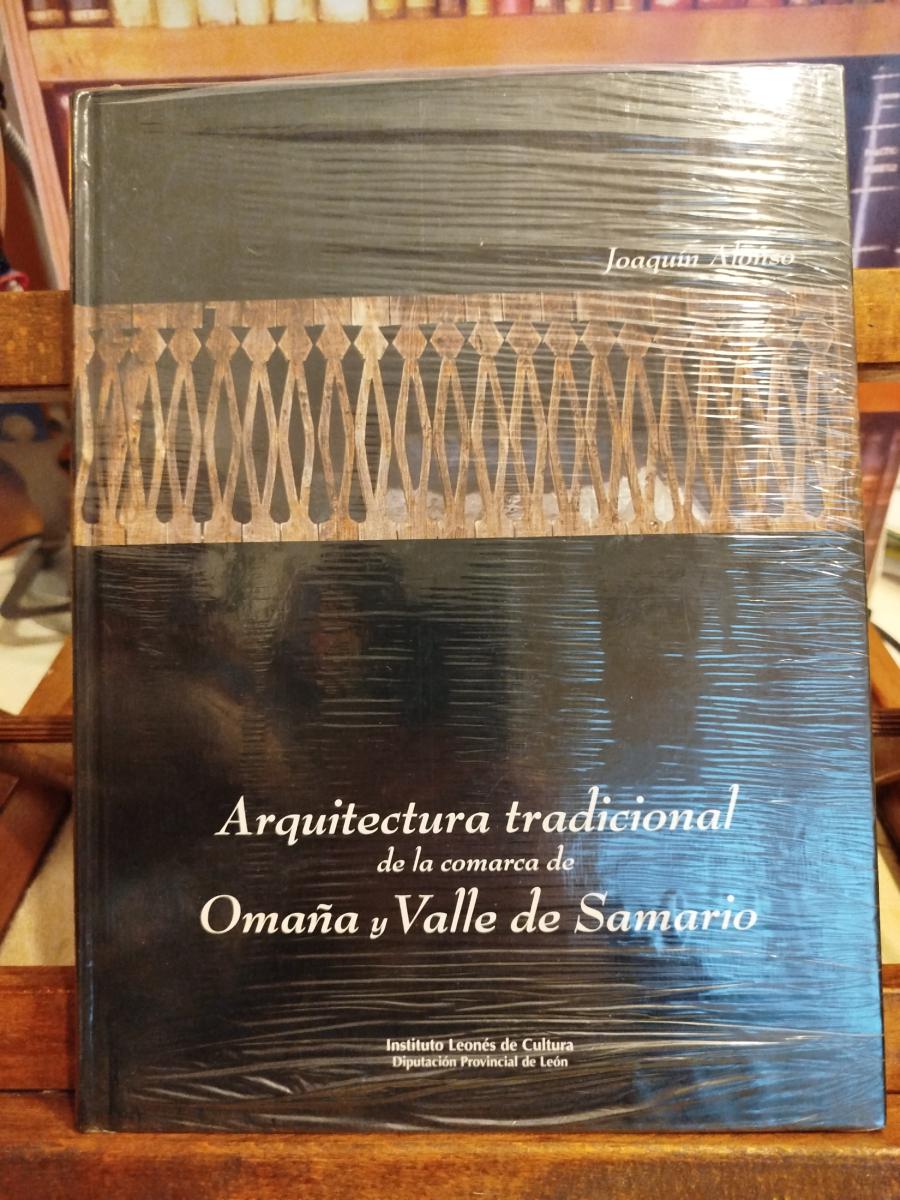 Joaquín Alonso
Arquitectura tradicional
de la comarca de
Omaña y Valle de Samario
Instituto Leonés de Cultura
Diputación Provincial de León